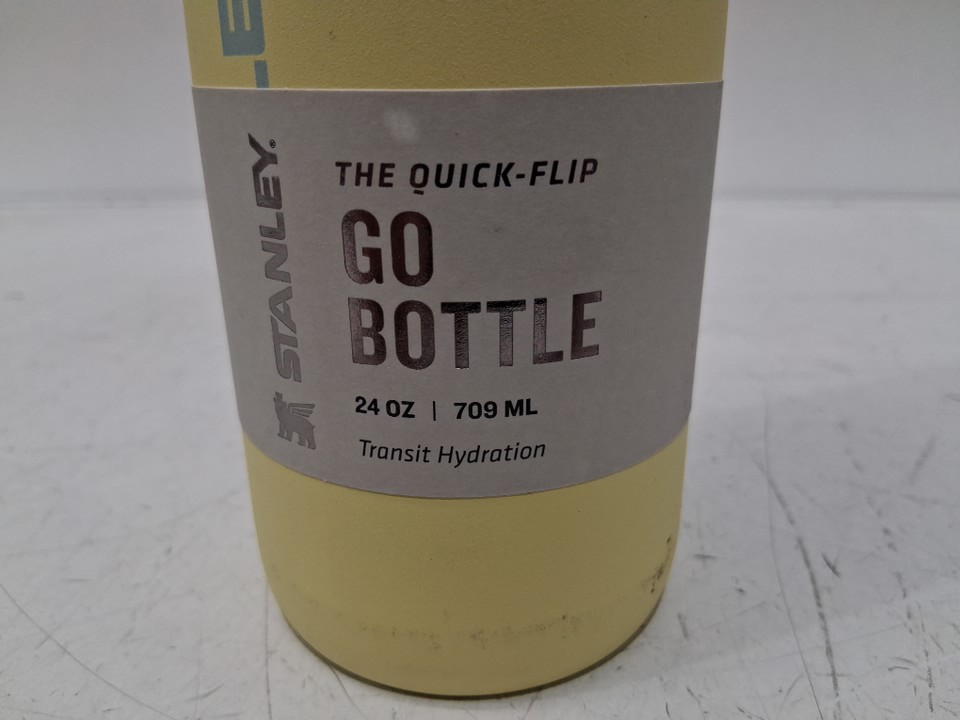 STANLEY®
THE QUICK-FLIP
GO
BOTTLE
24 OZ | 709 ML
Transit Hydration